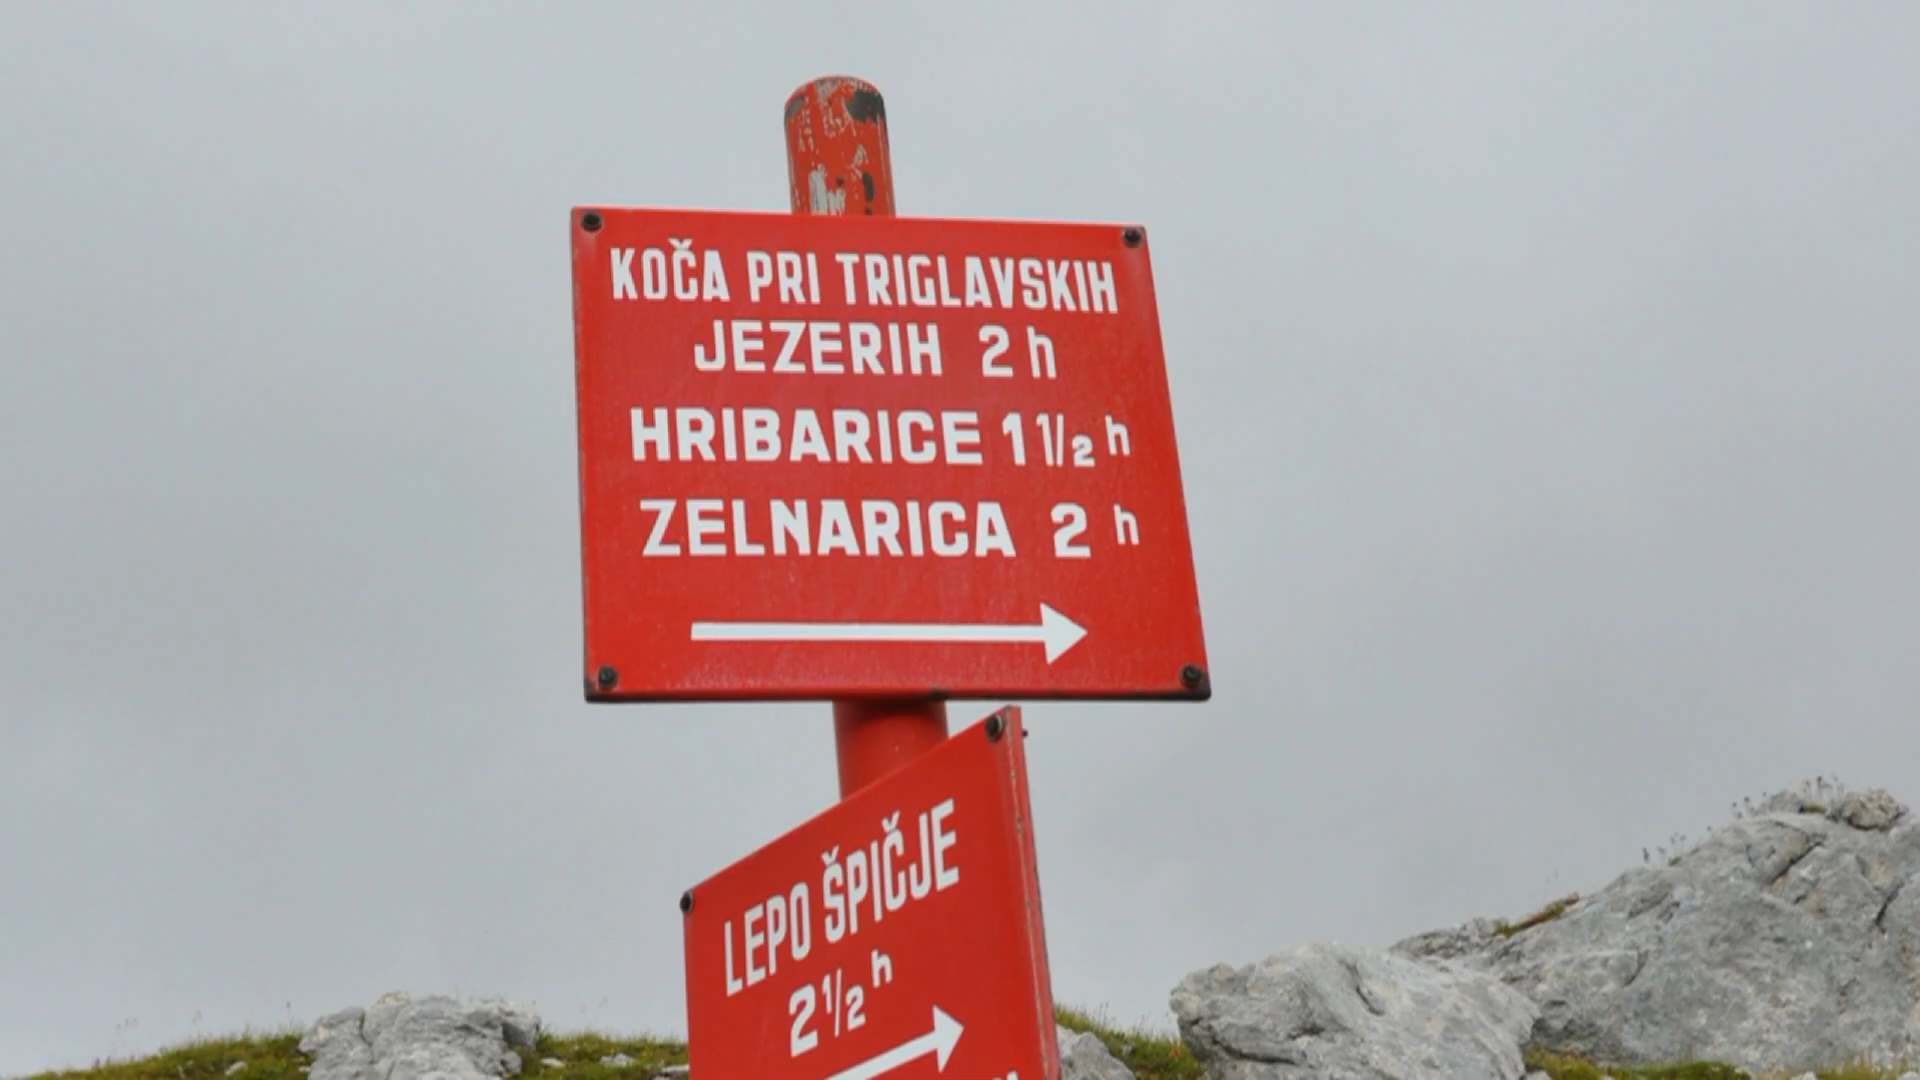 KOČA PRI TRIGLAVSKIH
JEZERIH 2 h
HRIBARICE 1 1/2 h
ZELNARICA 2 h
LEPO ŠPIČJE
2 1/2 h